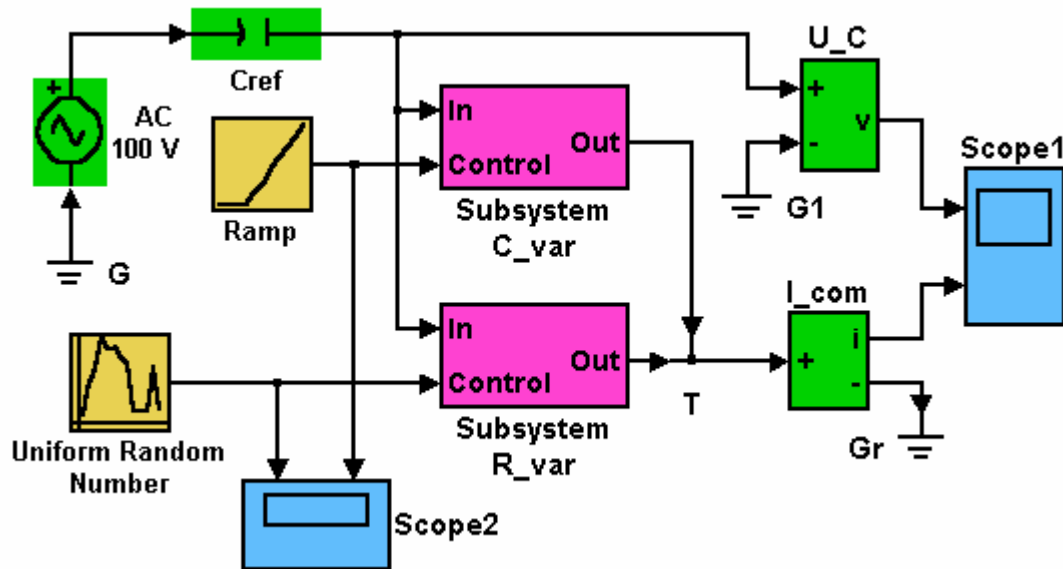 U_C
+
Cref
AC
100 V
+
v
-
In
Out
Control
Scope1
Ramp
Subsystem
C_var
G1
G
I_com
In
i
Out
+
Control
-
T
Subsystem
R_var
Gr
Uniform Random
Number
Scope2